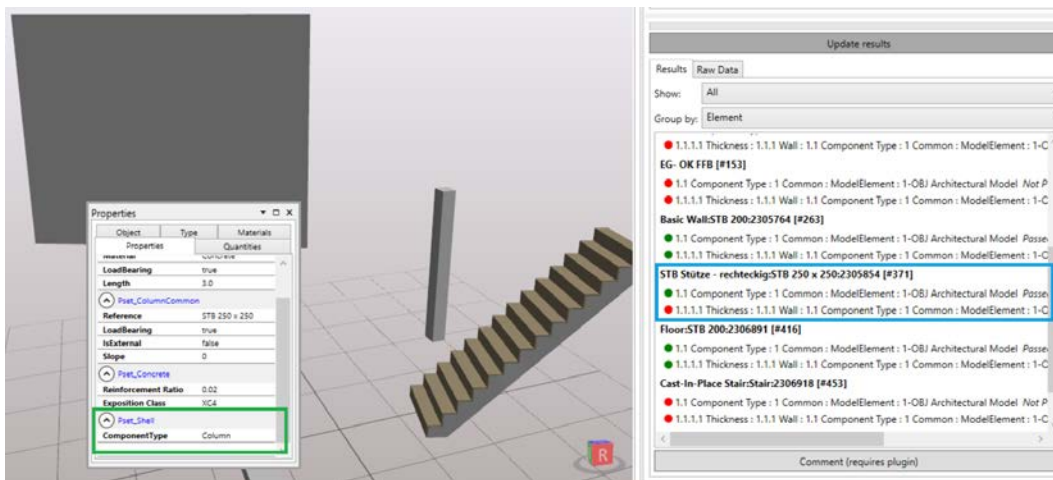 Properties
Object Type Materials
Properties Quantities
Material Concrete
LoadBearing true
Length 3.0
Pset_ColumnCommon
Reference STB 250 x 250
LoadBearing true
IsExternal false
Slope 0
Pset_Concrete
Reinforcement Ratio 0.02
Exposition Class XC4
Pset_Shell
ComponentType Column
R
Update results
Results Raw Data
Show: All
Group by: Element
1.1.1.1 Thickness : 1.1.1 Wall : 1.1 Component Type : 1 Common : ModelElement : 1-O
EG- OK FFB [#153]
1.1 Component Type : 1 Common : ModelElement : 1-OBJ Architectural Model Not P
1.1.1.1 Thickness : 1.1.1 Wall : 1.1 Component Type : 1 Common : ModelElement : 1-O
Basic Wall:STB 200:2305764 [#263]
1.1 Component Type : 1 Common : ModelElement : 1-OBJ Architectural Model Passe
1.1.1.1 Thickness : 1.1.1 Wall : 1.1 Component Type : 1 Common : ModelElement : 1-O
STB Stütze - rechteckig:STB 250 x 250:2305854 [#371]
1.1 Component Type : 1 Common : ModelElement : 1-OBJ Architectural Model Passe
1.1.1.1 Thickness : 1.1.1 Wall : 1.1 Component Type : 1 Common : ModelElement : 1-O
Floor:STB 200:2306891 [#416]
1.1 Component Type : 1 Common : ModelElement : 1-OBJ Architectural Model Passe
1.1.1.1 Thickness : 1.1.1 Wall : 1.1 Component Type : 1 Common : ModelElement : 1-O
Cast-In-Place Stair:Stair:2306918 [#453]
1.1 Component Type : 1 Common : ModelElement : 1-OBJ Architectural Model Not P
1.1.1.1 Thickness : 1.1.1 Wall : 1.1 Component Type : 1 Common : ModelElement : 1-O
Comment (requires plugin)